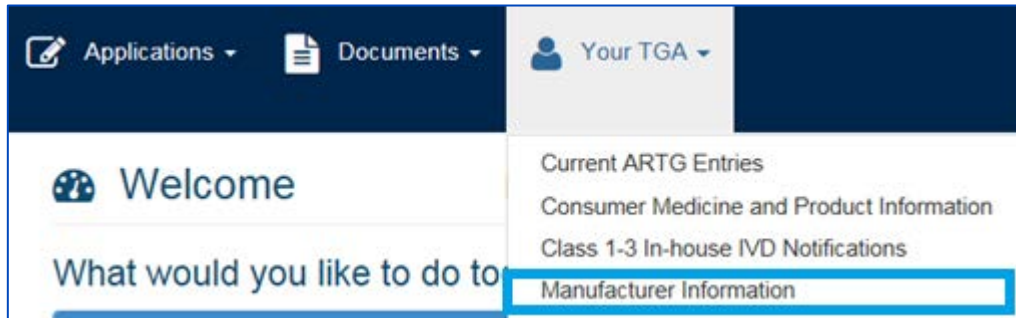 Applications
Documents
Your TGA
Welcome
What would you like to do to
Current ARTG Entries
Consumer Medicine and Product Information
Class 1-3 In-house IVD Notifications
Manufacturer Information